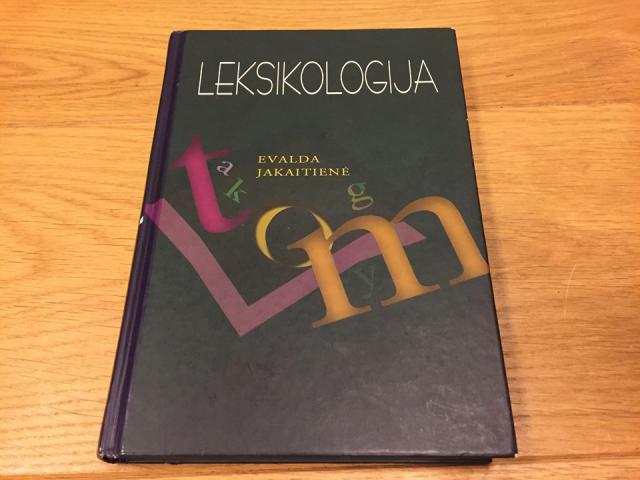 LEKSIKOLOGIJA
EVALDA
JAKAITIENĖ
t a k
L o g
m y